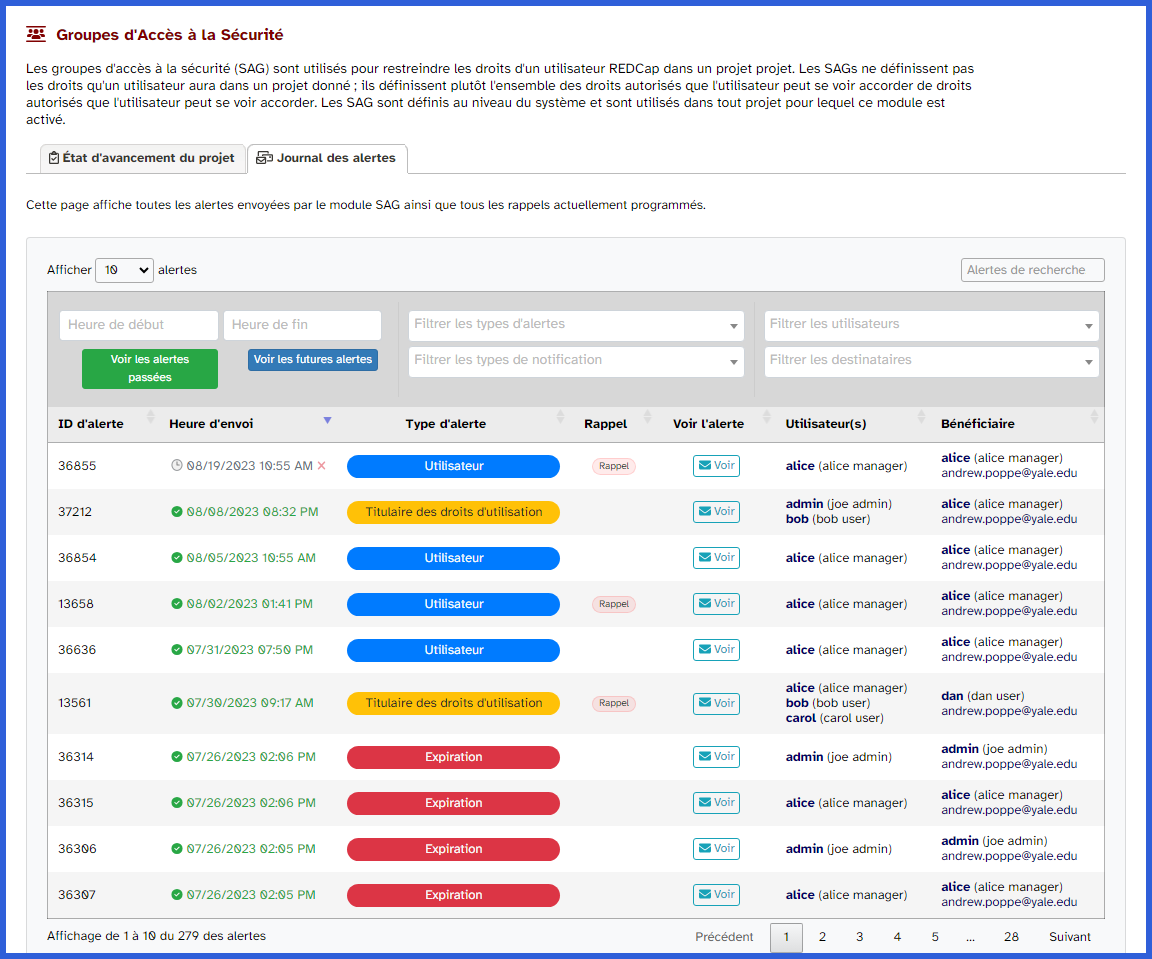 Groupes d'Accès à la Sécurité
Les groupes d'accès à la sécurité (SAG) sont utilisés pour restreindre les droits d'un utilisateur REDCap dans un projet projet. Les SAGs ne définissent pas
les droits qu'un utilisateur aura dans un projet donné ; ils définissent plutôt l'ensemble des droits autorisés que l'utilisateur peut se voir accorder de droits
autorisés que l'utilisateur peut se voir accorder. Les SAG sont définis au niveau du système et sont utilisés dans tout projet pour lequel ce module est
activé.
État d'avancement du projet Journal des alertes
Cette page affiche toutes les alertes envoyées par le module SAG ainsi que tous les rappels actuellement programmés.
Afficher 10 alertes Alertes de recherche
Heure de début Heure de fin Filtrer les types d'alertes Filtrer les utilisateurs
Voir les alertes passées Voir les futures alertes Filtrer les types de notification Filtrer les destinataires
ID d'alerte Heure d'envoi Type d'alerte Rappel Voir l'alerte Utilisateur(s) Bénéficiaire
36855 08/19/2023 10:55 AM Utilisateur Rappel Voir alice (alice manager) alice (alice manager)
andrew.poppe@yale.edu
37212 08/08/2023 08:32 PM Titulaire des droits d'utilisation Voir admin (joe admin) alice (alice manager)
bob (bob user) andrew.poppe@yale.edu
36854 08/05/2023 10:55 AM Utilisateur Voir alice (alice manager) alice (alice manager)
andrew.poppe@yale.edu
13658 08/02/2023 01:41 PM Utilisateur Rappel Voir alice (alice manager) alice (alice manager)
andrew.poppe@yale.edu
36636 07/31/2023 07:50 PM Utilisateur Voir alice (alice manager) alice (alice manager)
andrew.poppe@yale.edu
13561 07/30/2023 09:17 AM Titulaire des droits d'utilisation Rappel Voir alice (alice manager) dan (dan user)
bob (bob user) andrew.poppe@yale.edu
carol (carol user)
36314 07/26/2023 02:06 PM Expiration Voir admin (joe admin) admin (joe admin)
andrew.poppe@yale.edu
36315 07/26/2023 02:06 PM Expiration Voir alice (alice manager) alice (alice manager)
andrew.poppe@yale.edu
36306 07/26/2023 02:05 PM Expiration Voir admin (joe admin) admin (joe admin)
andrew.poppe@yale.edu
36307 07/26/2023 02:05 PM Expiration Voir alice (alice manager) alice (alice manager)
andrew.poppe@yale.edu
Affichage de 1 à 10 du 279 des alertes Précédent 1 2 3 4 5 ... 28 Suivant